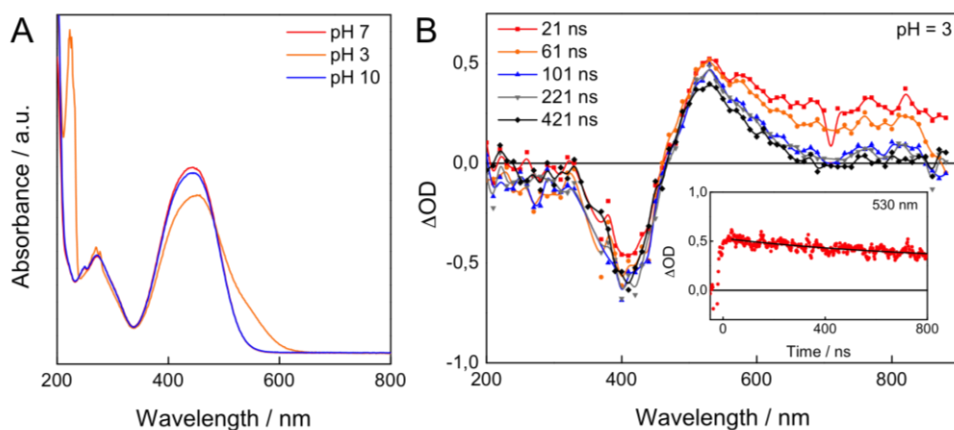 A
pH 7
pH 3
pH 10
Absorbance / a.u.
200
400
600
800
Wavelength / nm
B
21 ns
61 ns
101 ns
221 ns
421 ns
pH = 3
ΔOD
0,5
0,0
-0,5
-1,0
200
400
600
800
Wavelength / nm
530 nm
ΔOD
1,0
0,5
0,0
0
400
800
Time / ns